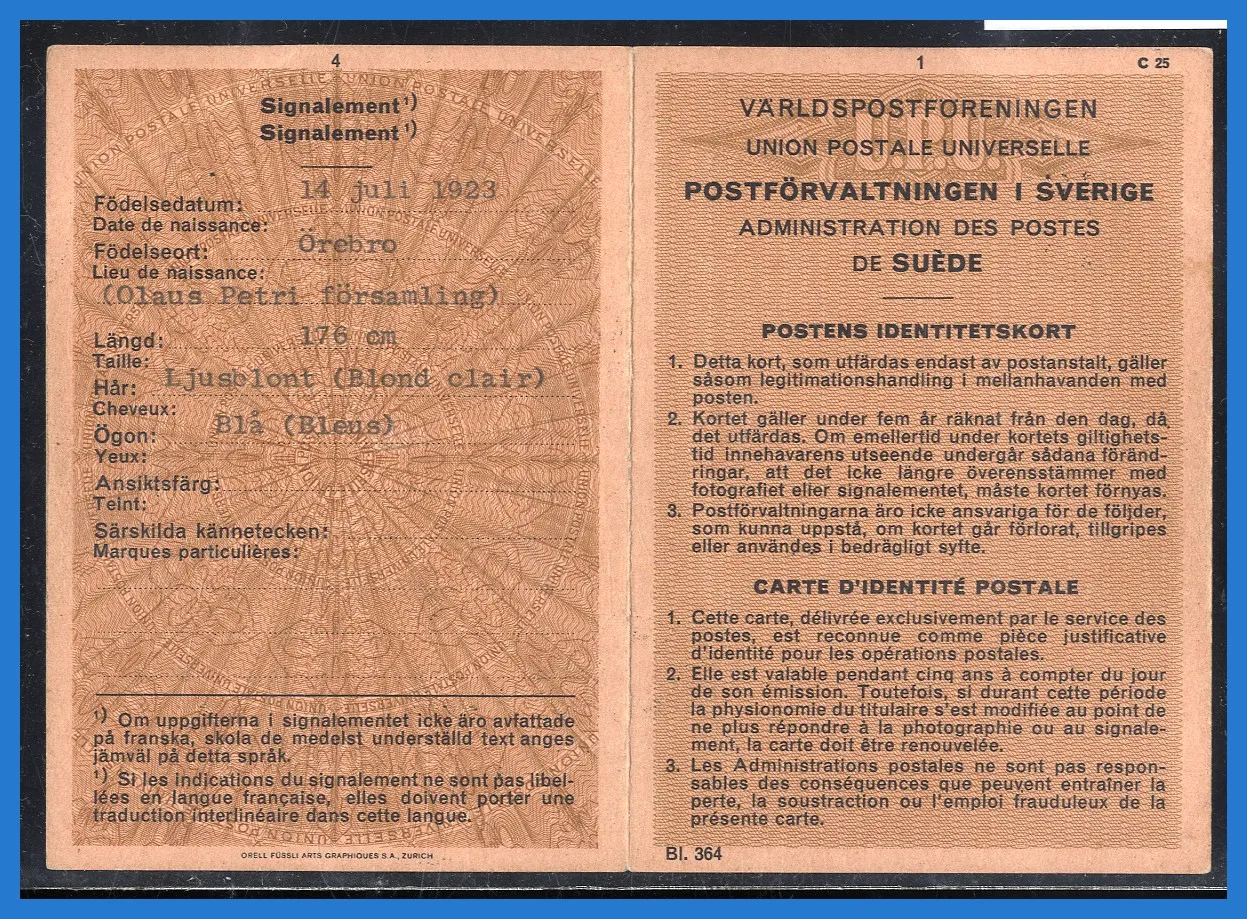 4
Signalement ¹)
Signalement ¹)
Födelsedatum: 14 juli 1923
Date de naissance:
Födelseort: Örebro
Lieu de naissance:
(Olaus Petri församling)
Längd: 176 cm
Taille:
Hår: Ljusblont (Blond clair)
Cheveux:
Ögon: Blå (Bleus)
Yeux:
Ansiktsfärg:
Teint:
Särskilda kännetecken:
Marques particulières:
¹) Om uppgifterna i signalementet icke äro avfattade
på franska, skola de medelst underställd text anges
jämväl på detta språk.
¹) Si les indications du signalement ne sont pas libel-
lées en langue française, elles doivent porter une
traduction interlinéaire dans cette langue.
ORELL FÜSSLI ARTS GRAPHIQUES S.A., ZURICH
1
C 25
VÄRLDSPOSTFÖRENINGEN
UNION POSTALE UNIVERSELLE
POSTFÖRVALTNINGEN I SVERIGE
ADMINISTRATION DES POSTES
DE SUÈDE
POSTENS IDENTITETSKORT
1. Detta kort, som utfärdas endast av postanstalt, gäller
såsom legitimationshandling i mellanhavanden med
posten.
2. Kortet gäller under fem år räknat från den dag, då
det utfärdas. Om emellertid under kortets giltighets-
tid innehavarens utseende undergår sådana föränd-
ringar, att det icke längre överensstämmer med
fotografiet eller signalementet, måste kortet förnyas.
3. Postförvaltningarna äro icke ansvariga för de följder,
som kunna uppstå, om kortet går förlorat, tillgripes
eller användes i bedrägligt syfte.
CARTE D'IDENTITÉ POSTALE
1. Cette carte, délivrée exclusivement par le service des
postes, est reconnue comme pièce justificative
d'identité pour les opérations postales.
2. Elle est valable pendant cinq ans à compter du jour
de son émission. Toutefois, si durant cette période
la physionomie du titulaire s'est modifiée au point de
ne plus répondre à la photographie ou au signale-
ment, la carte doit être renouvelée.
3. Les Administrations postales ne sont pas respon-
sables des conséquences que peuvent entraîner la
perte, la soustraction ou l'emploi frauduleux de la
présente carte.
Bl. 364